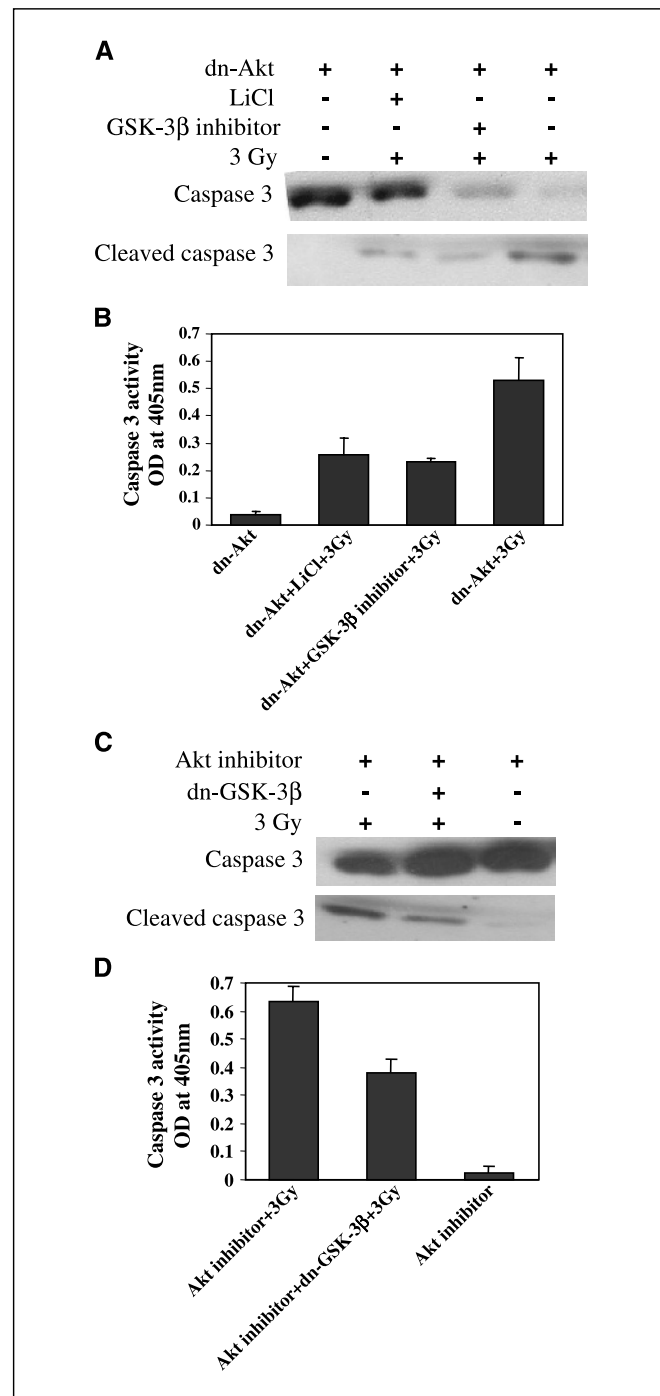 A
dn-Akt + + + +
LiCl - + - -
GSK-3β inhibitor - - + -
3 Gy - + + +
Caspase 3
Cleaved caspase 3
B
Caspase 3 activity
OD at 405nm
0.7
0.6
0.5
0.4
0.3
0.2
0.1
0
dn-Akt
dn-Akt+LiCl+3Gy
dn-Akt+GSK-3β inhibitor+3Gy
dn-Akt+3Gy
C
Akt inhibitor + + +
dn-GSK-3β - + -
3 Gy + + -
Caspase 3
Cleaved caspase 3
D
Caspase 3 activity
OD at 405nm
0.7
0.6
0.5
0.4
0.3
0.2
0.1
0
Akt inhibitor+3Gy
Akt inhibitor+dn-GSK-3β+3Gy
Akt inhibitor